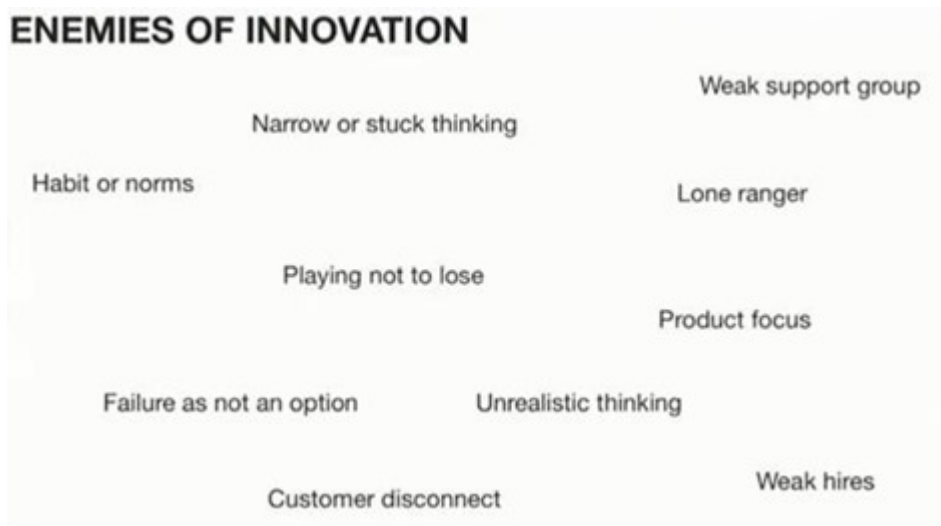 ENEMIES OF INNOVATION
Weak support group
Narrow or stuck thinking
Habit or norms
Lone ranger
Playing not to lose
Product focus
Failure as not an option
Unrealistic thinking
Weak hires
Customer disconnect